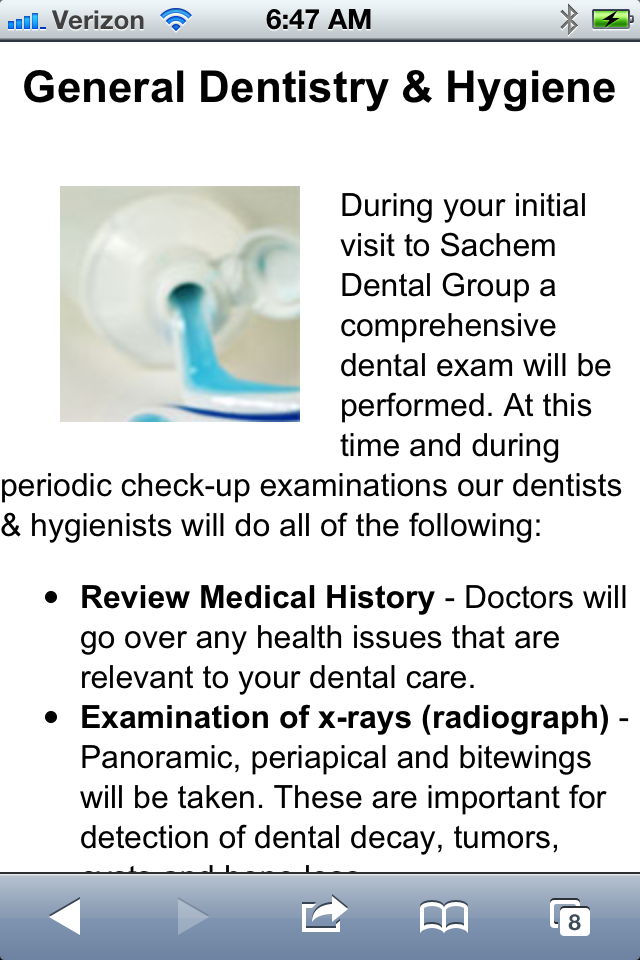 Verizon 6:47 AM
General Dentistry & Hygiene
During your initial
visit to Sachem
Dental Group a
comprehensive
dental exam will be
performed. At this
time and during
periodic check-up examinations our dentists
& hygienists will do all of the following:
• Review Medical History - Doctors will
go over any health issues that are
relevant to your dental care.
• Examination of x-rays (radiograph) -
Panoramic, periapical and bitewings
will be taken. These are important for
detection of dental decay, tumors,
cysts and bone loss.
8